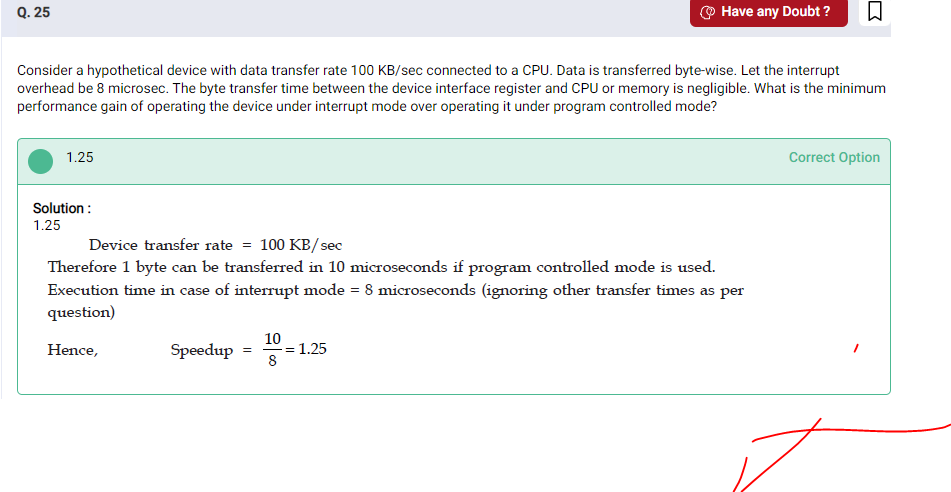 Q. 25
Have any Doubt ?
Consider a hypothetical device with data transfer rate 100 KB/sec connected to a CPU. Data is transferred byte-wise. Let the interrupt
overhead be 8 microsec. The byte transfer time between the device interface register and CPU or memory is negligible. What is the minimum
performance gain of operating the device under interrupt mode over operating it under program controlled mode?
1.25
Correct Option
Solution :
1.25
Device transfer rate = 100 KB/sec
Therefore 1 byte can be transferred in 10 microseconds if program controlled mode is used.
Execution time in case of interrupt mode = 8 microseconds (ignoring other transfer times as per
question)
Hence, Speedup = 10/8 = 1.25